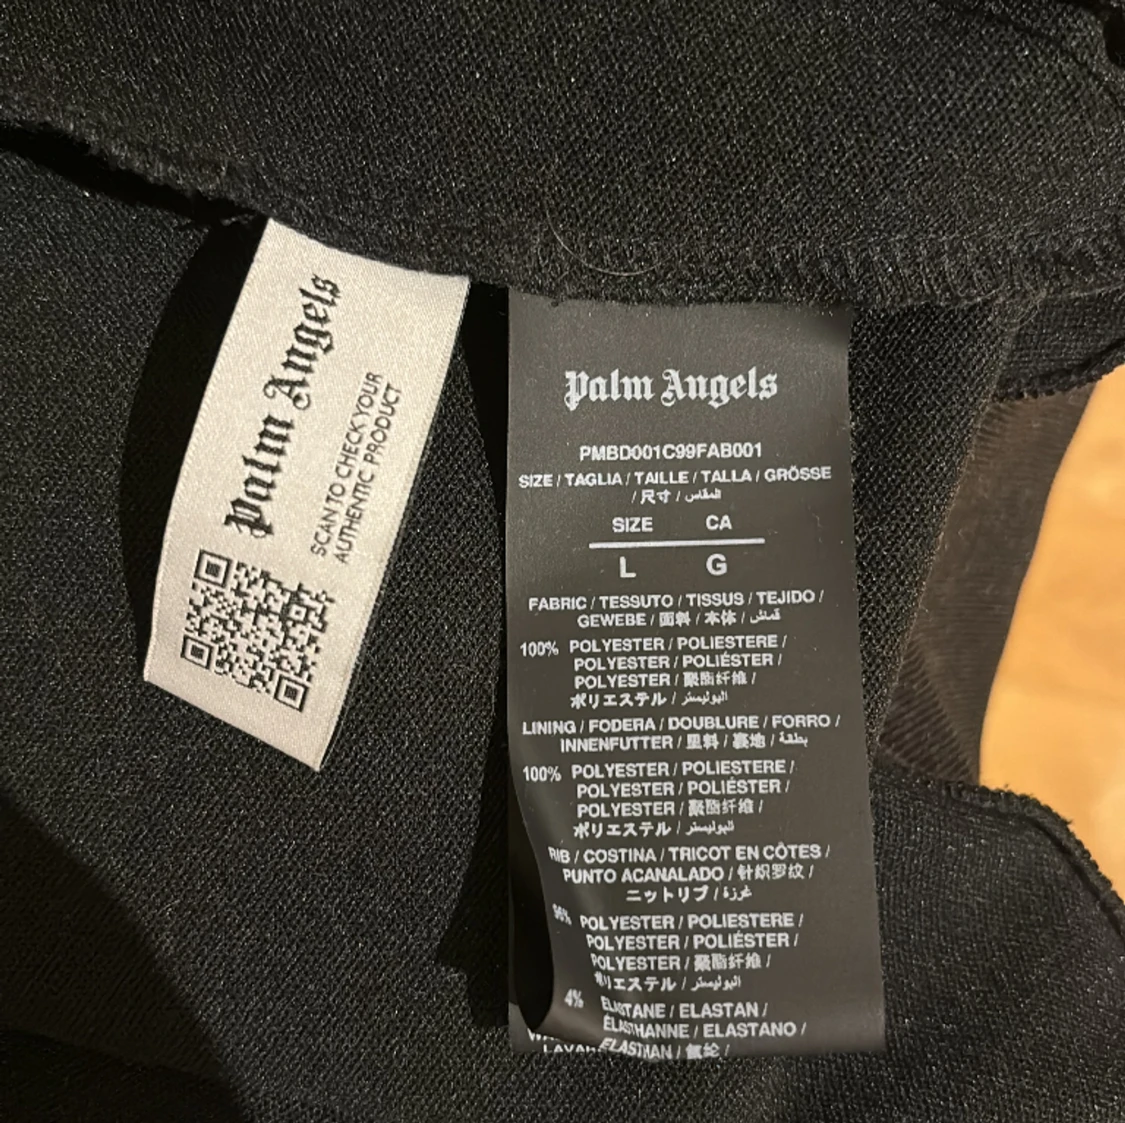 Palm Angels
SCAN TO CHECK YOUR
AUTHENTIC PRODUCT
Palm Angels
PMBD001C99FAB001
SIZE / TAGLIA / TAILLE / TALLA / GRÖSSE
/ 尺寸 / المقاس
SIZE CA
L G
FABRIC / TESSUTO / TISSUS / TEJIDO /
GEWEBE / 面料 / 本体 / قماش
100% POLYESTER / POLIESTERE /
POLYESTER / POLIÉSTER /
POLYESTER / 聚酯纤维 /
ポリエステル / البوليستر
LINING / FODERA / DOUBLURE / FORRO /
INNENFUTTER / 里料 / 裏地 / بطانة
100% POLYESTER / POLIESTERE /
POLYESTER / POLIÉSTER /
POLYESTER / 聚酯纤维 /
ポリエステル / البوليستر
RIB / COSTINA / TRICOT EN CÔTES /
PUNTO ACANALADO / 针织罗纹 /
ニットリブ / غرزة
96% POLYESTER / POLIESTERE /
POLYESTER / POLIÉSTER /
POLYESTER / 聚酯纤维 /
ポリエステル / البوليستر
4% ELASTANE / ELASTAN /
ÉLASTHANNE / ELASTANO /
ELASTHAN / 氨纶 /